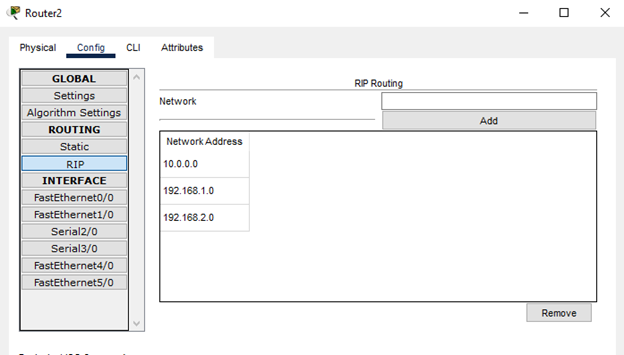 Router2
Physical Config CLI Attributes
GLOBAL
Settings
Algorithm Settings
ROUTING
Static
RIP
INTERFACE
FastEthernet0/0
FastEthernet1/0
Serial2/0
Serial3/0
FastEthernet4/0
FastEthernet5/0
RIP Routing
Network
Add
Network Address
10.0.0.0
192.168.1.0
192.168.2.0
Remove